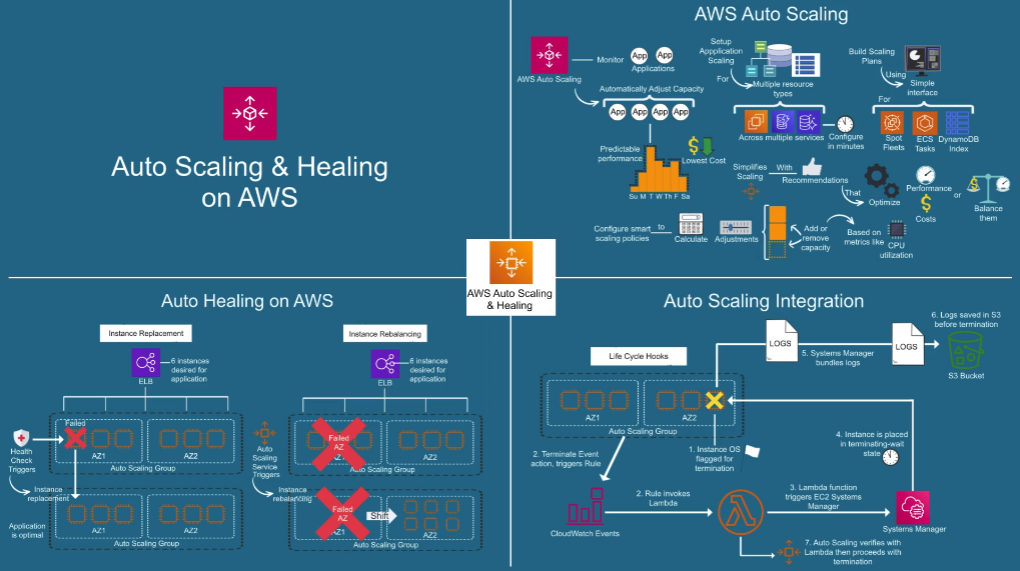 Auto Scaling & Healing
on AWS
AWS Auto Scaling
AWS Auto Scaling
Monitor
App
App
Applications
Automatically Adjust Capacity
App
App
App
App
Predictable
performance
Su M T W Th F Sa
Lowest Cost
Setup
Appplication
Scaling
For
Multiple resource
types
Across multiple services
Configure
in minutes
Build Scaling
Plans
Using
Simple
interface
For
Spot
Fleets
ECS
Tasks
DynamoDB
Index
Simplifies
Scaling
With
Recommendations
That
Optimize
Performance
Costs
or
Balance
them
Configure smart
scaling policies
to
Calculate
Adjustments
Add or
remove
capacity
Based on
metrics like
CPU
utilization
AWS Auto Scaling
& Healing
Auto Healing on AWS
Instance Replacement
ELB
6 instances
desired for
application
Failed
AZ1
AZ2
Auto Scaling Group
Health
Check
Triggers
Instance
replacement
Application
is optimal
AZ1
AZ2
Auto Scaling Group
Instance Rebalancing
ELB
6 instances
desired for
application
Failed
AZ
AZ1
AZ2
Auto Scaling Group
Auto
Scaling
Service
Triggers
Instance
rebalancing
Failed
AZ
AZ1
Shift
AZ2
Auto Scaling Group
Auto Scaling Integration
Life Cycle Hooks
AZ1
AZ2
Auto Scaling Group
1. Instance OS
flagged for
termination
2. Terminate Event
action, triggers Rule
CloudWatch Events
2. Rule invokes
Lambda
3. Lambda function
triggers EC2 Systems
Manager
Systems Manager
4. Instance is placed
in terminating-wait
state
LOGS
5. Systems Manager
bundles logs
LOGS
6. Logs saved in S3
before termination
S3 Bucket
7. Auto Scaling verifies with
Lambda then proceeds with
termination